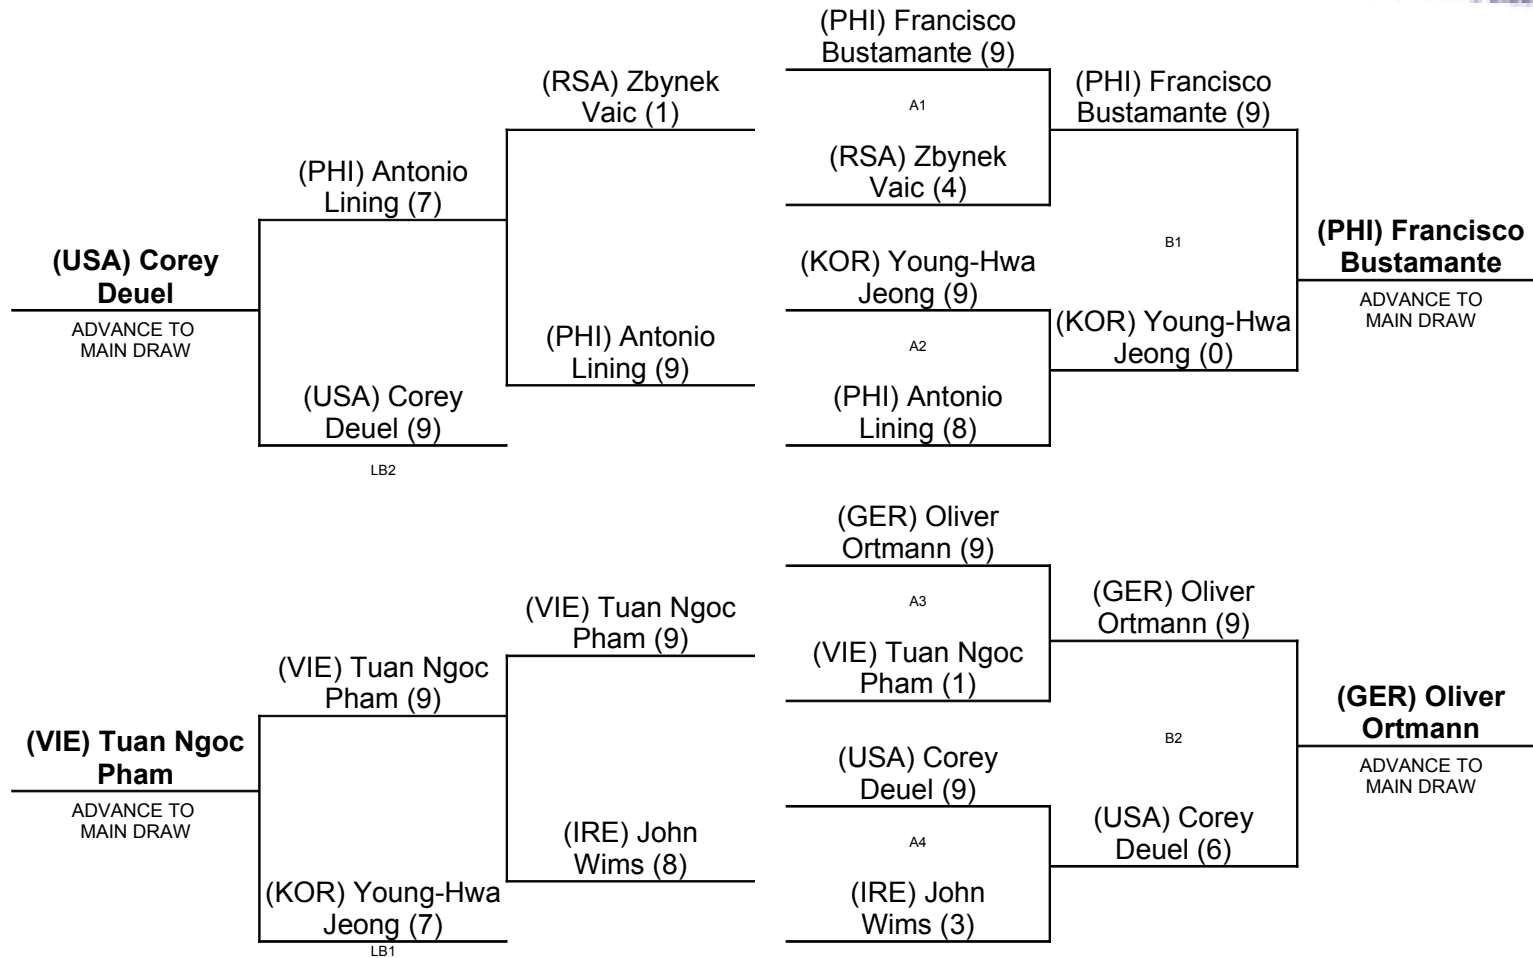 (PHI) Francisco
Bustamante (9)
(RSA) Zbynek
Vaic (1)
A1
(PHI) Francisco
Bustamante (9)
(PHI) Antonio
Lining (7)
(RSA) Zbynek
Vaic (4)
(USA) Corey
Deuel
ADVANCE TO
MAIN DRAW
(KOR) Young-Hwa
Jeong (9)
B1
(PHI) Francisco
Bustamante
ADVANCE TO
MAIN DRAW
(PHI) Antonio
Lining (9)
A2
(KOR) Young-Hwa
Jeong (0)
(USA) Corey
Deuel (9)
LB2
(PHI) Antonio
Lining (8)
(GER) Oliver
Ortmann (9)
(VIE) Tuan Ngoc
Pham (9)
A3
(GER) Oliver
Ortmann (9)
(VIE) Tuan Ngoc
Pham (9)
(VIE) Tuan Ngoc
Pham (1)
(VIE) Tuan Ngoc
Pham
ADVANCE TO
MAIN DRAW
(USA) Corey
Deuel (9)
B2
(GER) Oliver
Ortmann
ADVANCE TO
MAIN DRAW
(IRE) John
Wims (8)
A4
(USA) Corey
Deuel (6)
(KOR) Young-Hwa
Jeong (7)
LB1
(IRE) John
Wims (3)